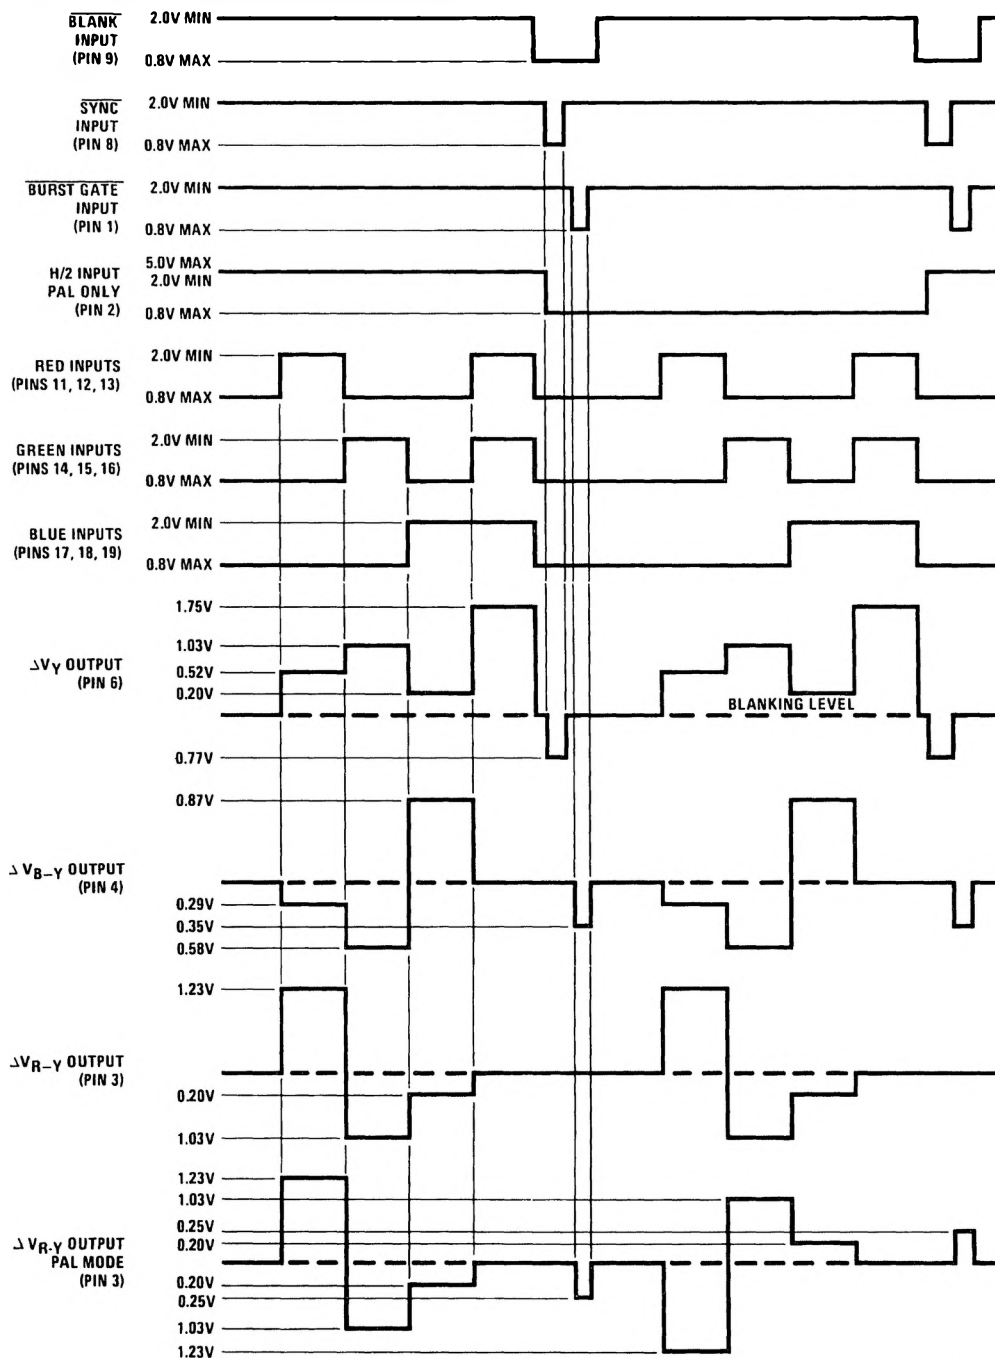 BLANK INPUT (PIN 9)
2.0V MIN
0.8V MAX
SYNC INPUT (PIN 8)
2.0V MIN
0.8V MAX
BURST GATE INPUT (PIN 1)
2.0V MIN
0.8V MAX
H/2 INPUT PAL ONLY (PIN 2)
5.0V MAX
2.0V MIN
0.8V MAX
RED INPUTS (PINS 11, 12, 13)
2.0V MIN
0.8V MAX
GREEN INPUTS (PINS 14, 15, 16)
2.0V MIN
0.8V MAX
BLUE INPUTS (PINS 17, 18, 19)
2.0V MIN
0.8V MAX
ΔVY OUTPUT (PIN 6)
1.75V
1.03V
0.52V
0.20V
BLANKING LEVEL
0.77V
ΔVB–Y OUTPUT (PIN 4)
0.87V
0.29V
0.35V
0.58V
ΔVR–Y OUTPUT (PIN 3)
1.23V
0.20V
1.03V
ΔVR-Y OUTPUT PAL MODE (PIN 3)
1.23V
1.03V
0.25V
0.20V
0.20V
0.25V
1.03V
1.23V